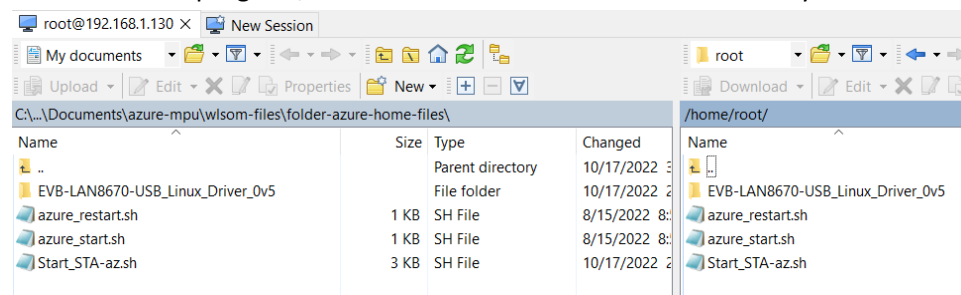 root@192.168.1.130 × New Session
My documents root
Upload Edit Properties New Download Edit
C:\...\Documents\azure-mpu\wlsom-files\folder-azure-home-files\ /home/root/
Name Size Type Changed Name
.. Parent directory 10/17/2022 ..
EVB-LAN8670-USB_Linux_Driver_0v5 File folder 10/17/2022 EVB-LAN8670-USB_Linux_Driver_0v5
azure_restart.sh 1 KB SH File 8/15/2022 8: azure_restart.sh
azure_start.sh 1 KB SH File 8/15/2022 8: azure_start.sh
Start_STA-az.sh 3 KB SH File 10/17/2022 Start_STA-az.sh